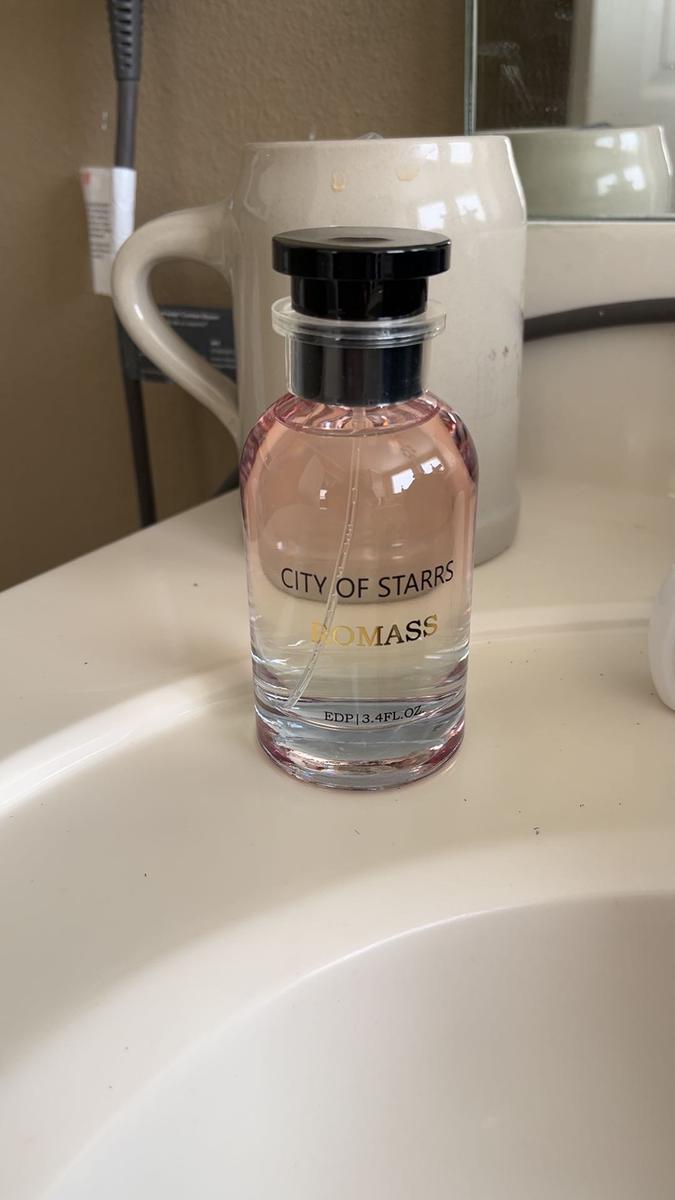 CITY OF STARRS
ROMASS
EDP|3.4FL.OZ.